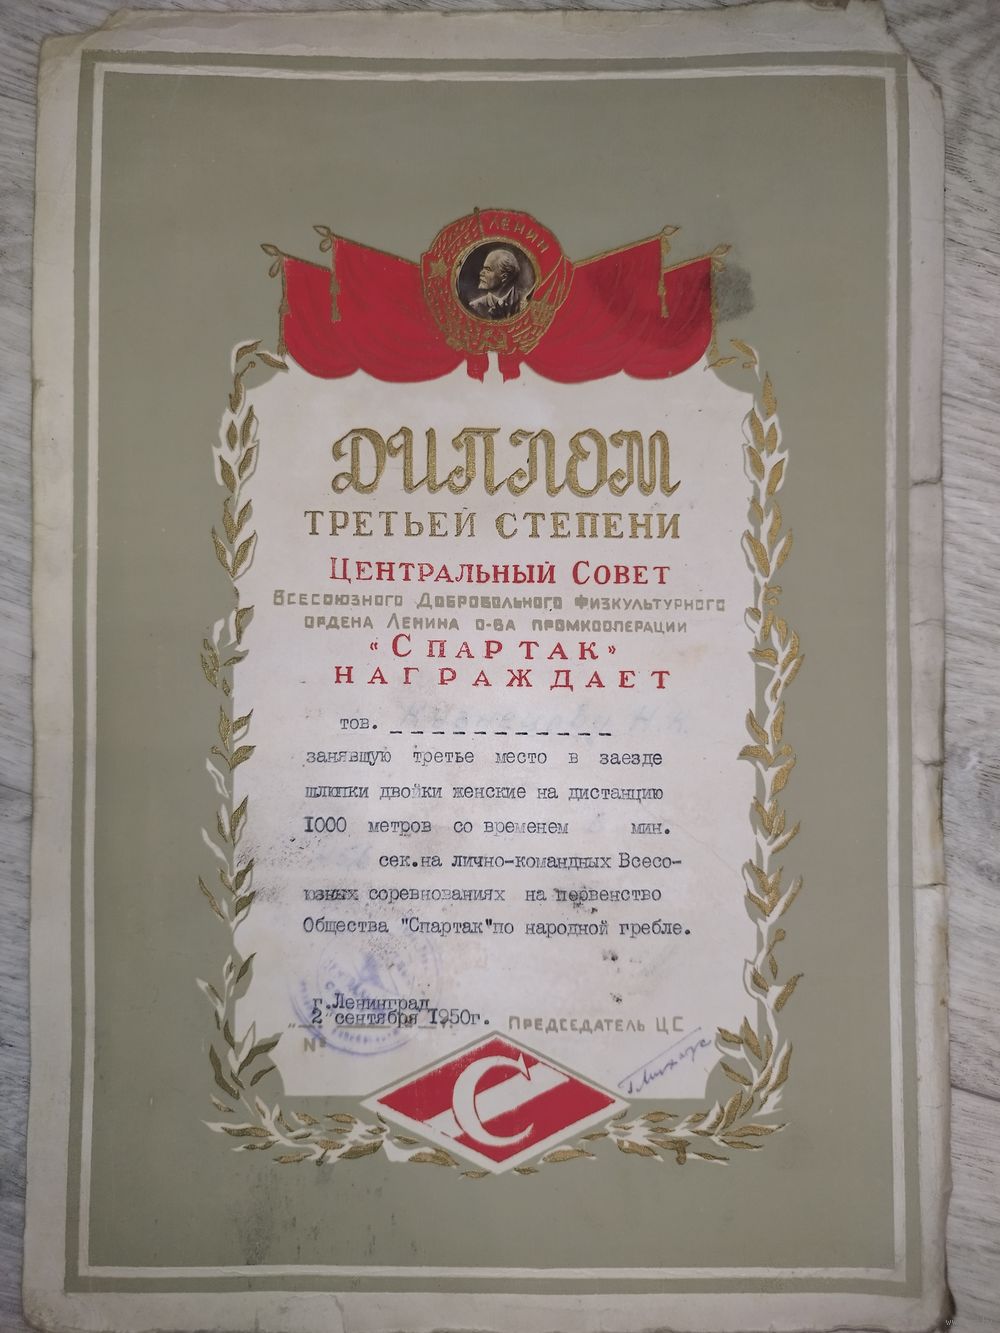 ЛЕНИН
ДИПЛОМ
ТРЕТЬЕЙ СТЕПЕНИ
ЦЕНТРАЛЬНЫЙ СОВЕТ
ВСЕСОЮЗНОГО ДОБРОВОЛЬНОГО ФИЗКУЛЬТУРНОГО
ОРДЕНА ЛЕНИНА О-ВА ПРОМКООПЕРАЦИИ
«СПАРТАК»
НАГРАЖДАЕТ
тов.
занявшую третье место в заезде
шлюпки двойки женские на дистанцию
1000 метров со временем мин.
сек.на лично-командных Всесо-
юзных соревнованиях на первенство
Общества "Спартак"по народной гребле.
г.Ленинград
"2" сентября 1950г. ПРЕДСЕДАТЕЛЬ ЦС
№
С